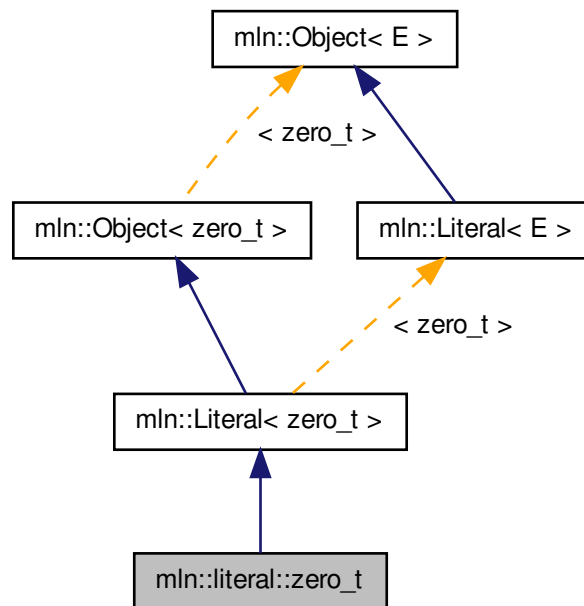 mln::Object< E >
< zero_t >
mln::Object< zero_t >
mln::Literal< E >
< zero_t >
mln::Literal< zero_t >
mln::literal::zero_t